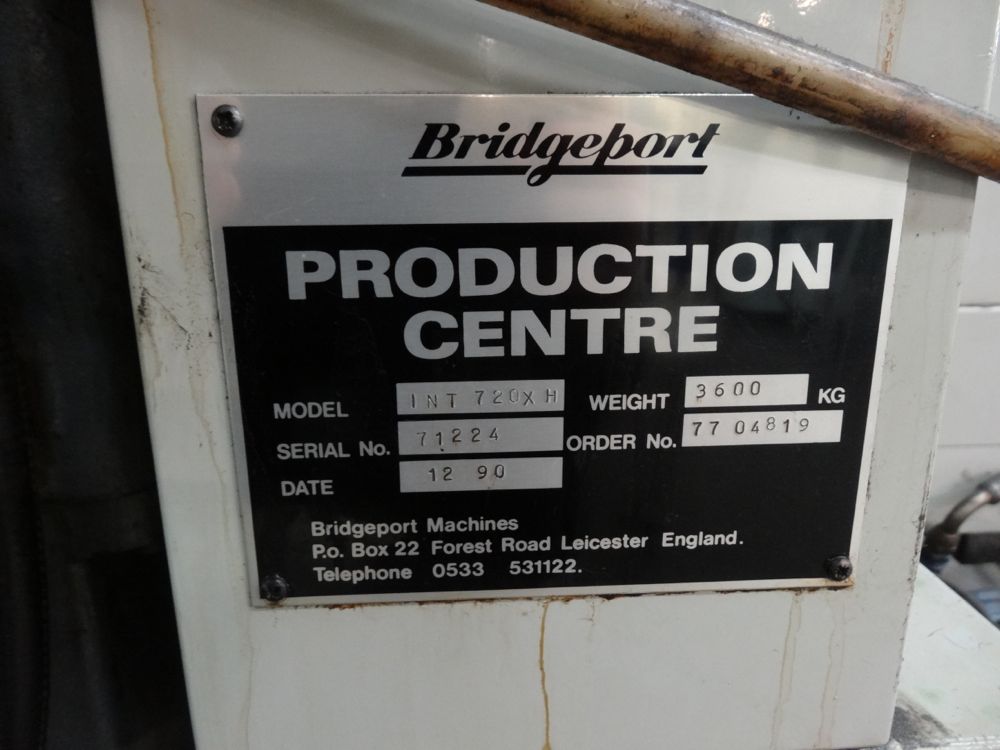 Bridgeport
PRODUCTION
CENTRE
MODEL INT 720XH WEIGHT 3600 KG
SERIAL No. 71224 ORDER No. 77 04819
DATE 12 90
Bridgeport Machines
P.o. Box 22 Forest Road Leicester England.
Telephone 0533 531122.